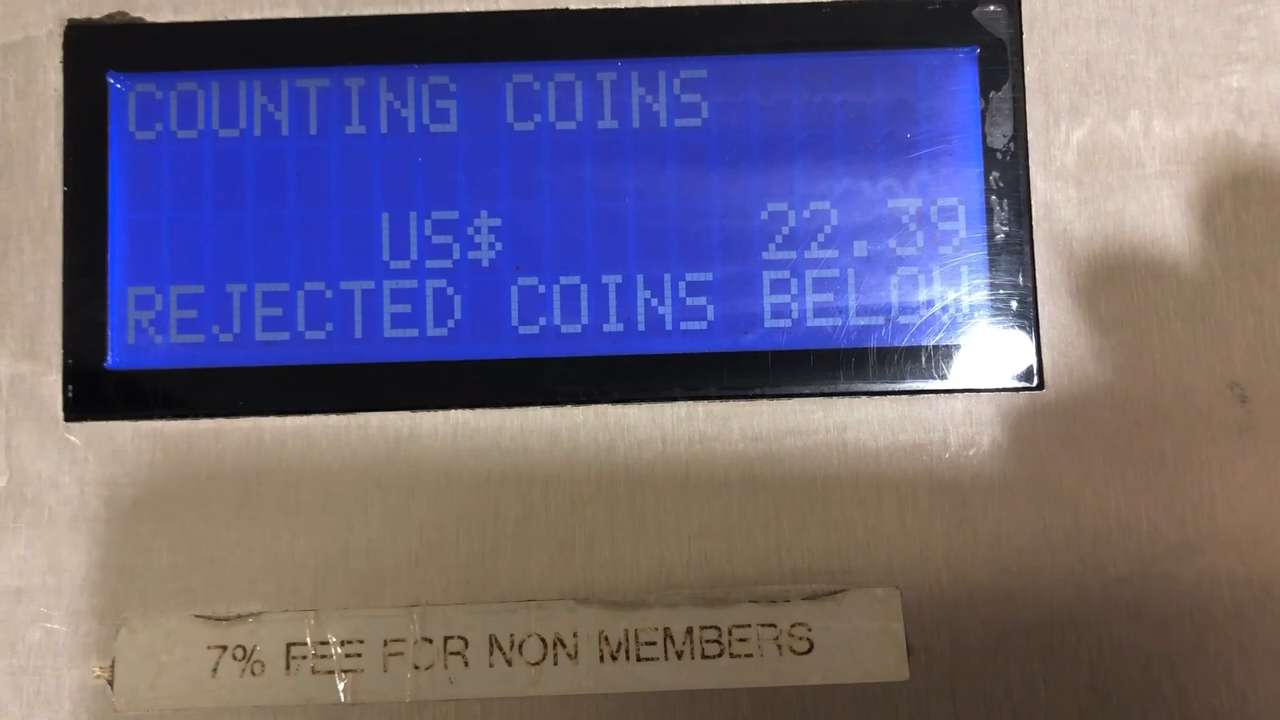 COUNTING COINS
US$ 22.39
REJECTED COINS BELOW
7% FEE FOR NON MEMBERS